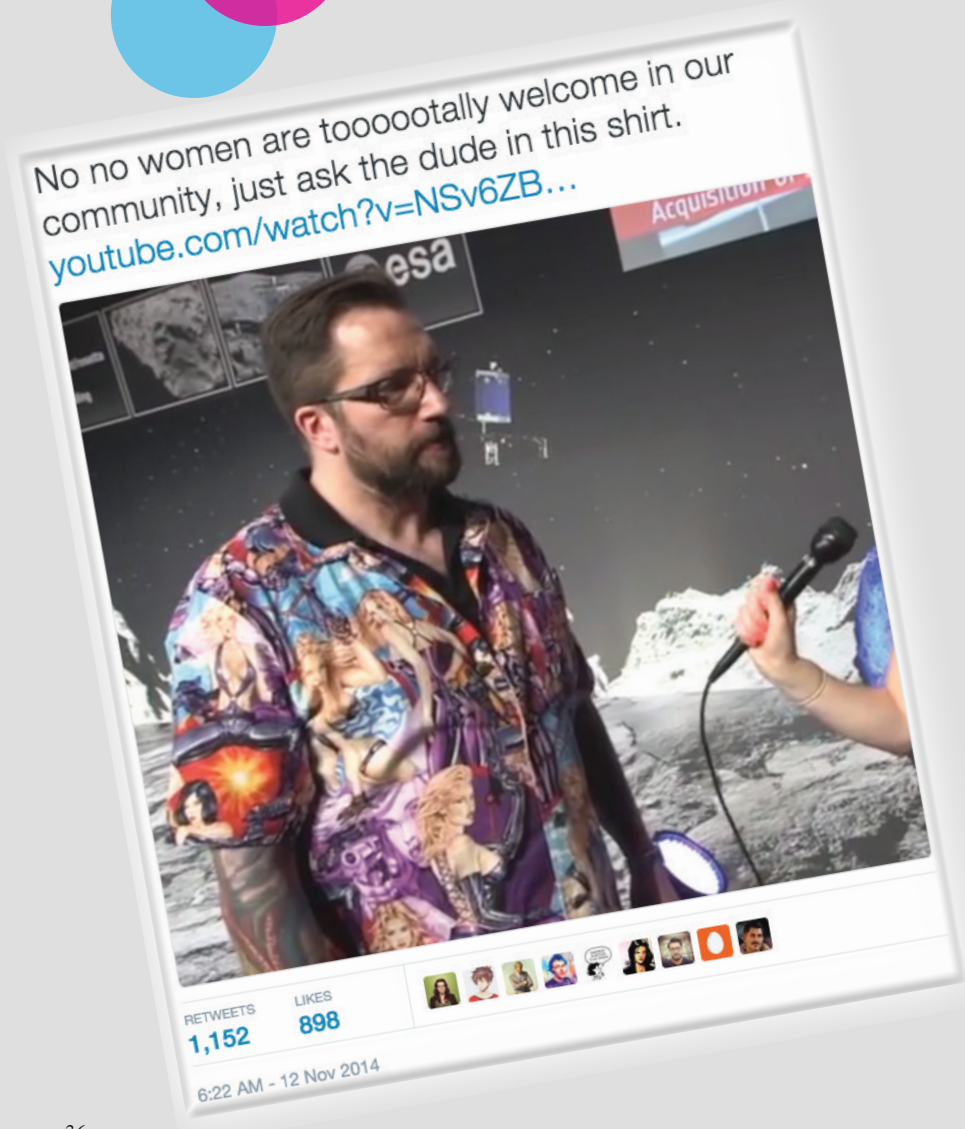 No no women are toooootally welcome in our
community, just ask the dude in this shirt.
youtube.com/watch?v=NSv6ZB…
esa
Acquisition of
RETWEETS
LIKES
1,152
898
6:22 AM - 12 Nov 2014